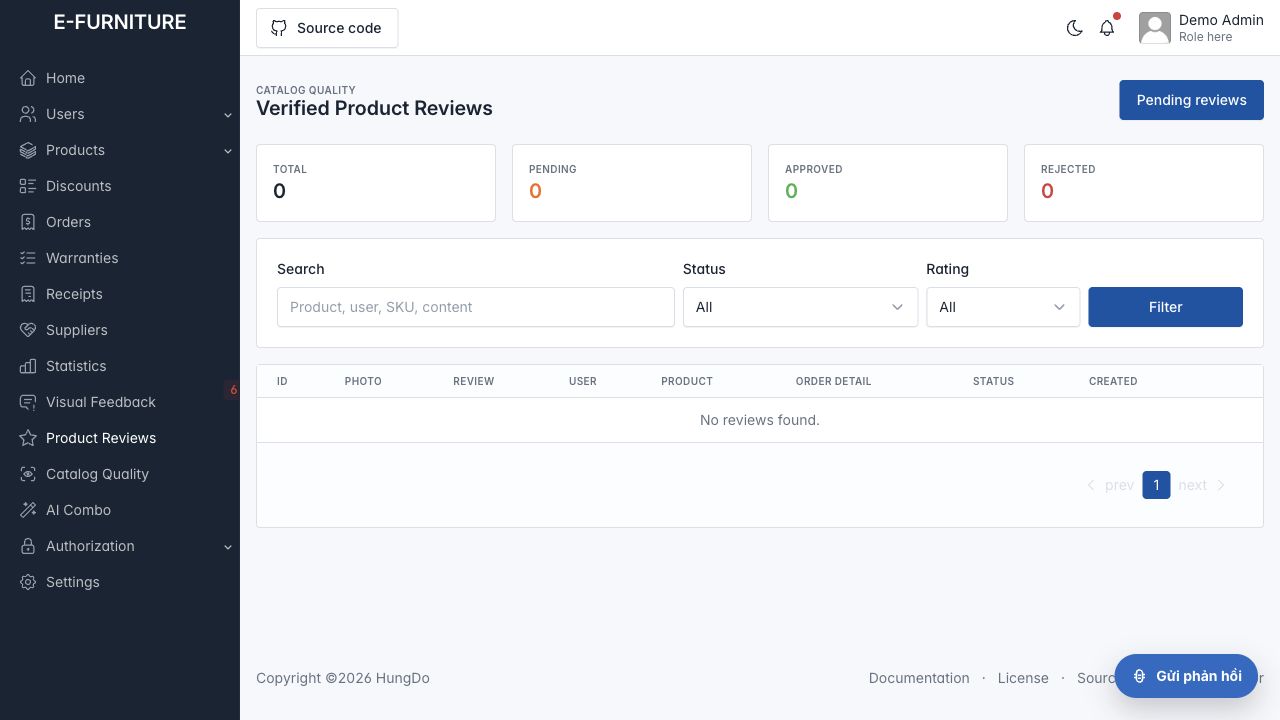 E-FURNITURE
Home
Users
Products
Discounts
Orders
Warranties
Receipts
Suppliers
Statistics
Visual Feedback
6
Product Reviews
Catalog Quality
AI Combo
Authorization
Settings
Source code
Demo Admin
Role here
CATALOG QUALITY
Verified Product Reviews
Pending reviews
TOTAL
0
PENDING
0
APPROVED
0
REJECTED
0
Search
Product, user, SKU, content
Status
All
Rating
All
Filter
ID PHOTO REVIEW USER PRODUCT ORDER DETAIL STATUS CREATED
No reviews found.
prev 1 next
Copyright ©2026 HungDo
Documentation · License ·
Gửi phản hồi